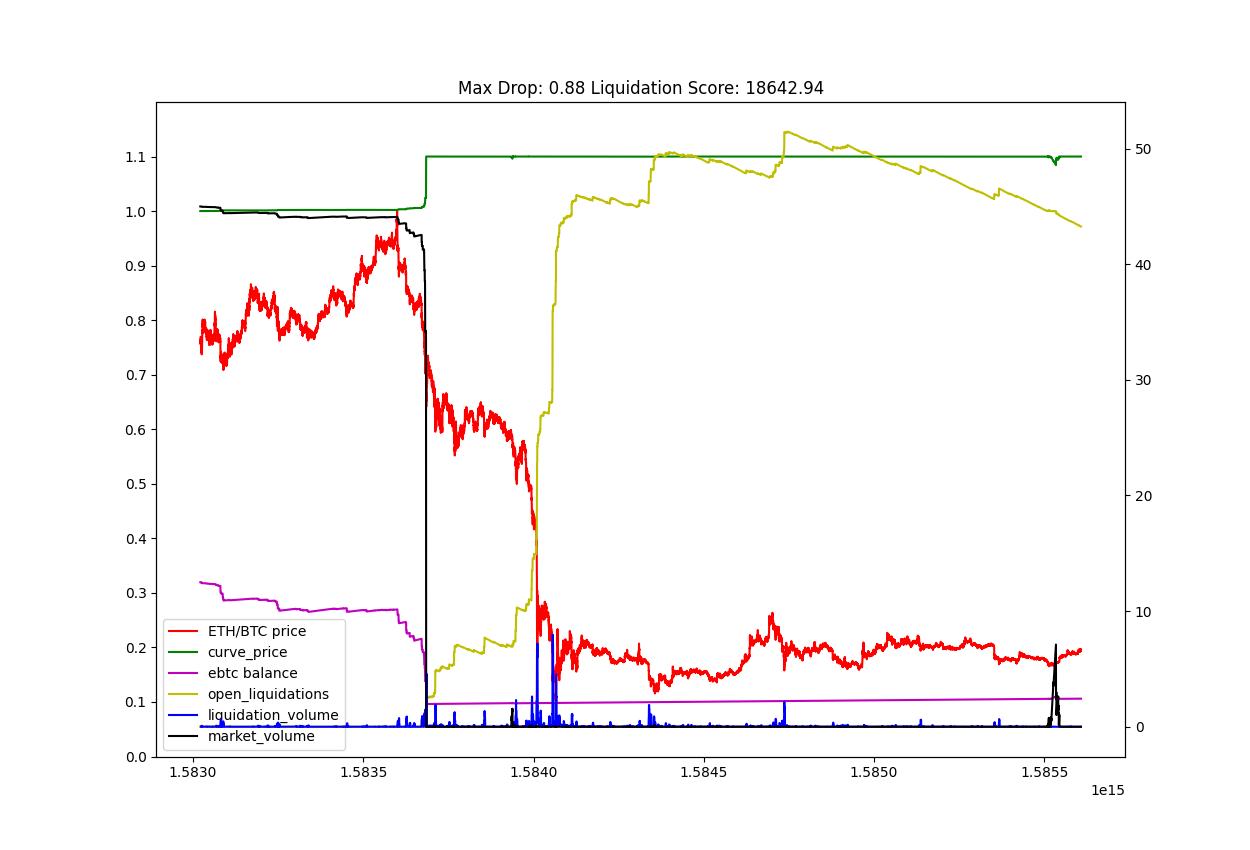 Max Drop: 0.88 Liquidation Score: 18642.94
1.1
1.0
0.9
0.8
0.7
0.6
0.5
0.4
0.3
0.2
0.1
0.0
50
40
30
20
10
0
ETH/BTC price
curve_price
ebtc balance
open_liquidations
liquidation_volume
market_volume
1.5830 1.5835 1.5840 1.5845 1.5850 1.5855
1e15